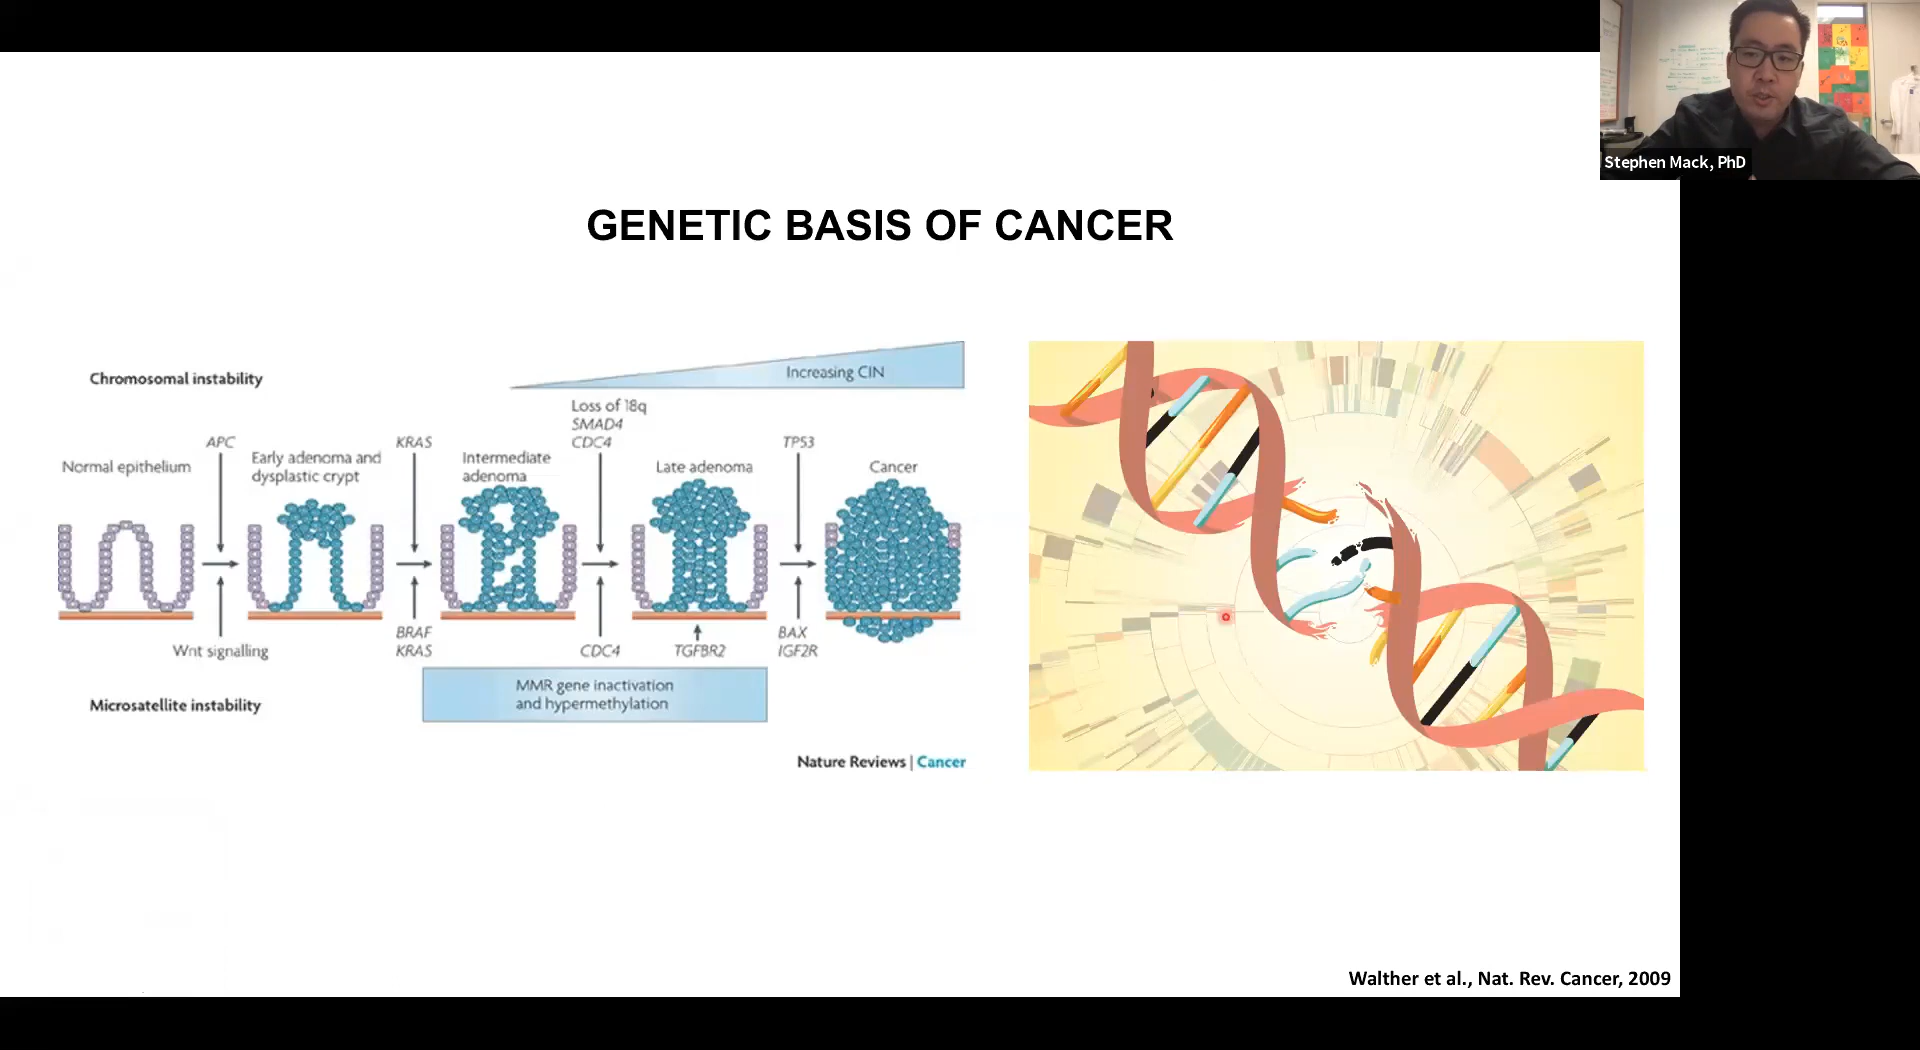 Stephen Mack, PhD
GENETIC BASIS OF CANCER
Chromosomal instability
Increasing CIN
Loss of 18q
SMAD4
CDC4
APC
KRAS
TP53
Normal epithelium
Early adenoma and
dysplastic crypt
Intermediate
adenoma
Late adenoma
Cancer
Wnt signalling
BRAF
KRAS
CDC4
TGFBR2
BAX
IGF2R
MMR gene inactivation
and hypermethylation
Microsatellite instability
Nature Reviews | Cancer
Walther et al., Nat. Rev. Cancer, 2009